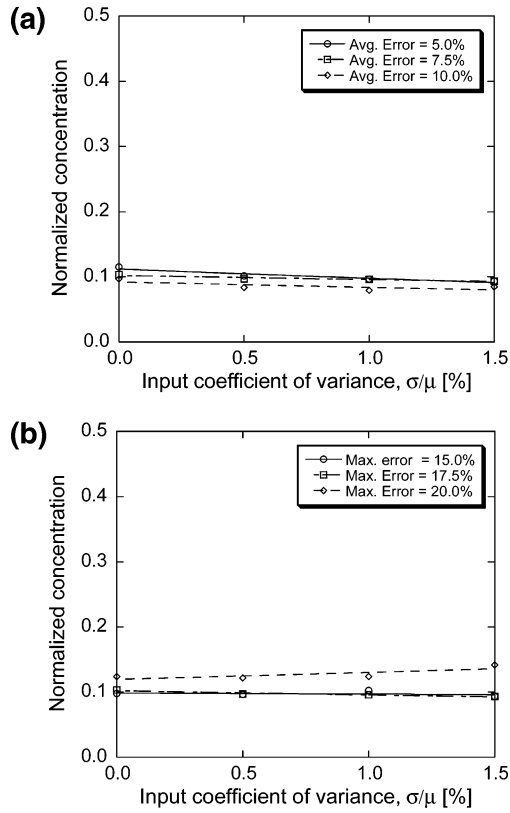 (a)
0.5
0.4
0.3
0.2
0.1
0.0
Normalized concentration
Avg. Error = 5.0%
Avg. Error = 7.5%
Avg. Error = 10.0%
0.0 0.5 1.0 1.5
Input coefficient of variance, σ/μ [%]
(b)
0.5
0.4
0.3
0.2
0.1
0.0
Normalized concentration
Max. error = 15.0%
Max. Error = 17.5%
Max. Error = 20.0%
0.0 0.5 1.0 1.5
Input coefficient of variance, σ/μ [%]